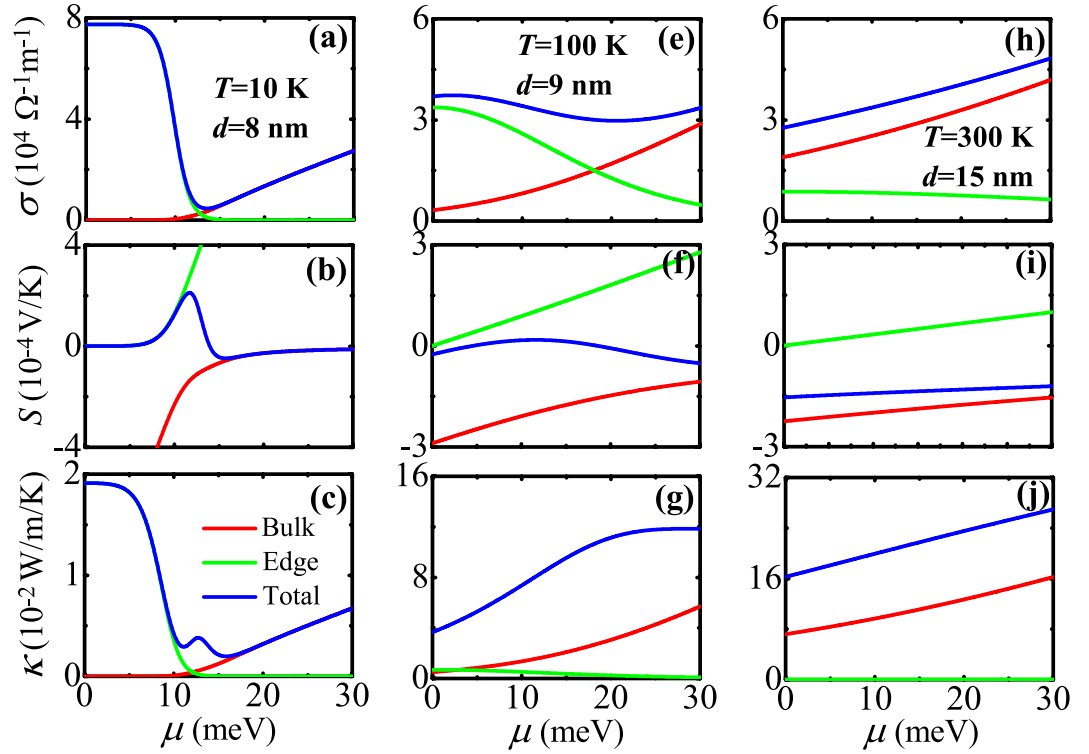 σ (10⁴ Ω⁻¹m⁻¹)
8
4
0
(a)
T=10 K
d=8 nm
6
3
0
(e)
T=100 K
d=9 nm
6
3
0
(h)
T=300 K
d=15 nm
S (10⁻⁴ V/K)
4
0
-4
(b)
3
0
-3
(f)
3
0
-3
(i)
κ (10⁻² W/m/K)
2
1
0
(c)
Bulk
Edge
Total
16
8
0
(g)
32
16
0
(j)
0 10 20 30
μ (meV)
0 10 20 30
μ (meV)
0 10 20 30
μ (meV)